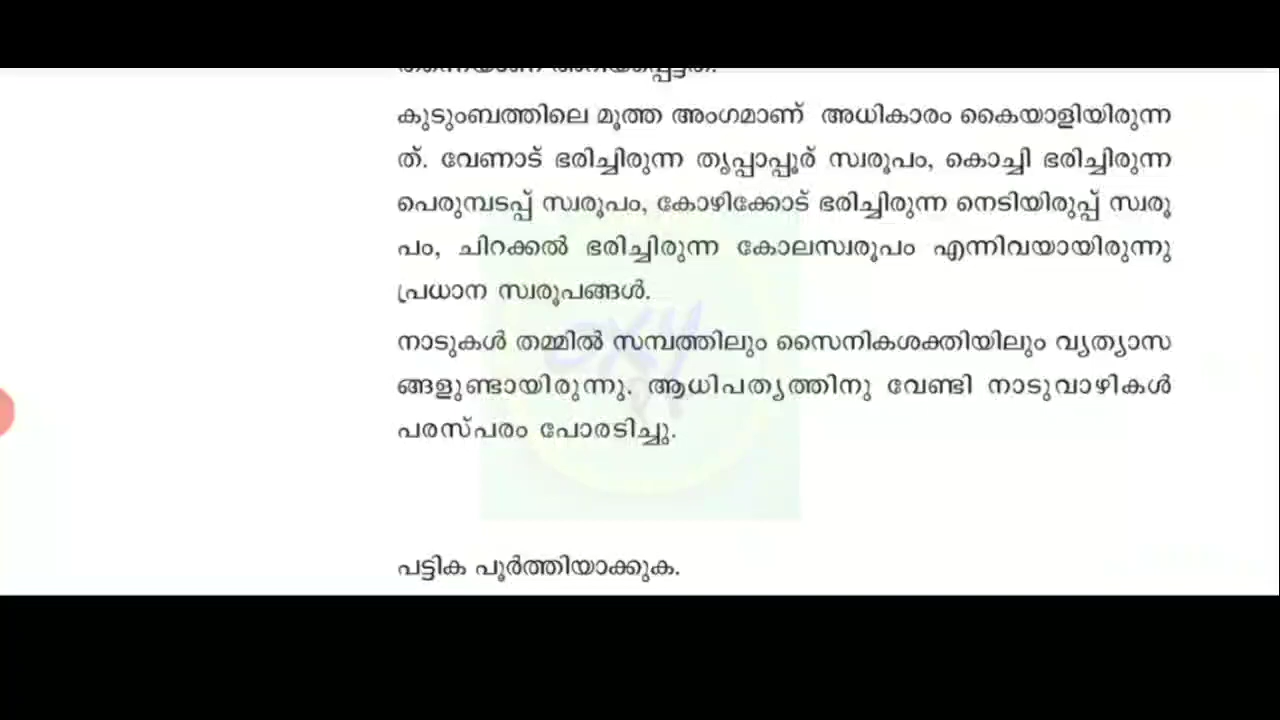 കുടുംബത്തിലെ മൂത്ത അംഗമാണ് അധികാരം കൈയാളിയിരുന്ന
ത്. വേണാട് ഭരിച്ചിരുന്ന തൃപ്പാപ്പൂര് സ്വരൂപം, കൊച്ചി ഭരിച്ചിരുന്ന
പെരുമ്പടപ്പ് സ്വരൂപം, കോഴിക്കോട് ഭരിച്ചിരുന്ന നെടിയിരുപ്പ് സ്വരൂ
പം, ചിറക്കൽ ഭരിച്ചിരുന്ന കോലസ്വരൂപം എന്നിവയായിരുന്നു
പ്രധാന സ്വരൂപങ്ങൾ.
നാടുകൾ തമ്മിൽ സമ്പത്തിലും സൈനികശക്തിയിലും വ്യത്യാസ
ങ്ങളുണ്ടായിരുന്നു. ആധിപത്യത്തിനു വേണ്ടി നാടുവാഴികൾ
പരസ്പരം പോരടിച്ചു.
പട്ടിക പൂർത്തിയാക്കുക.